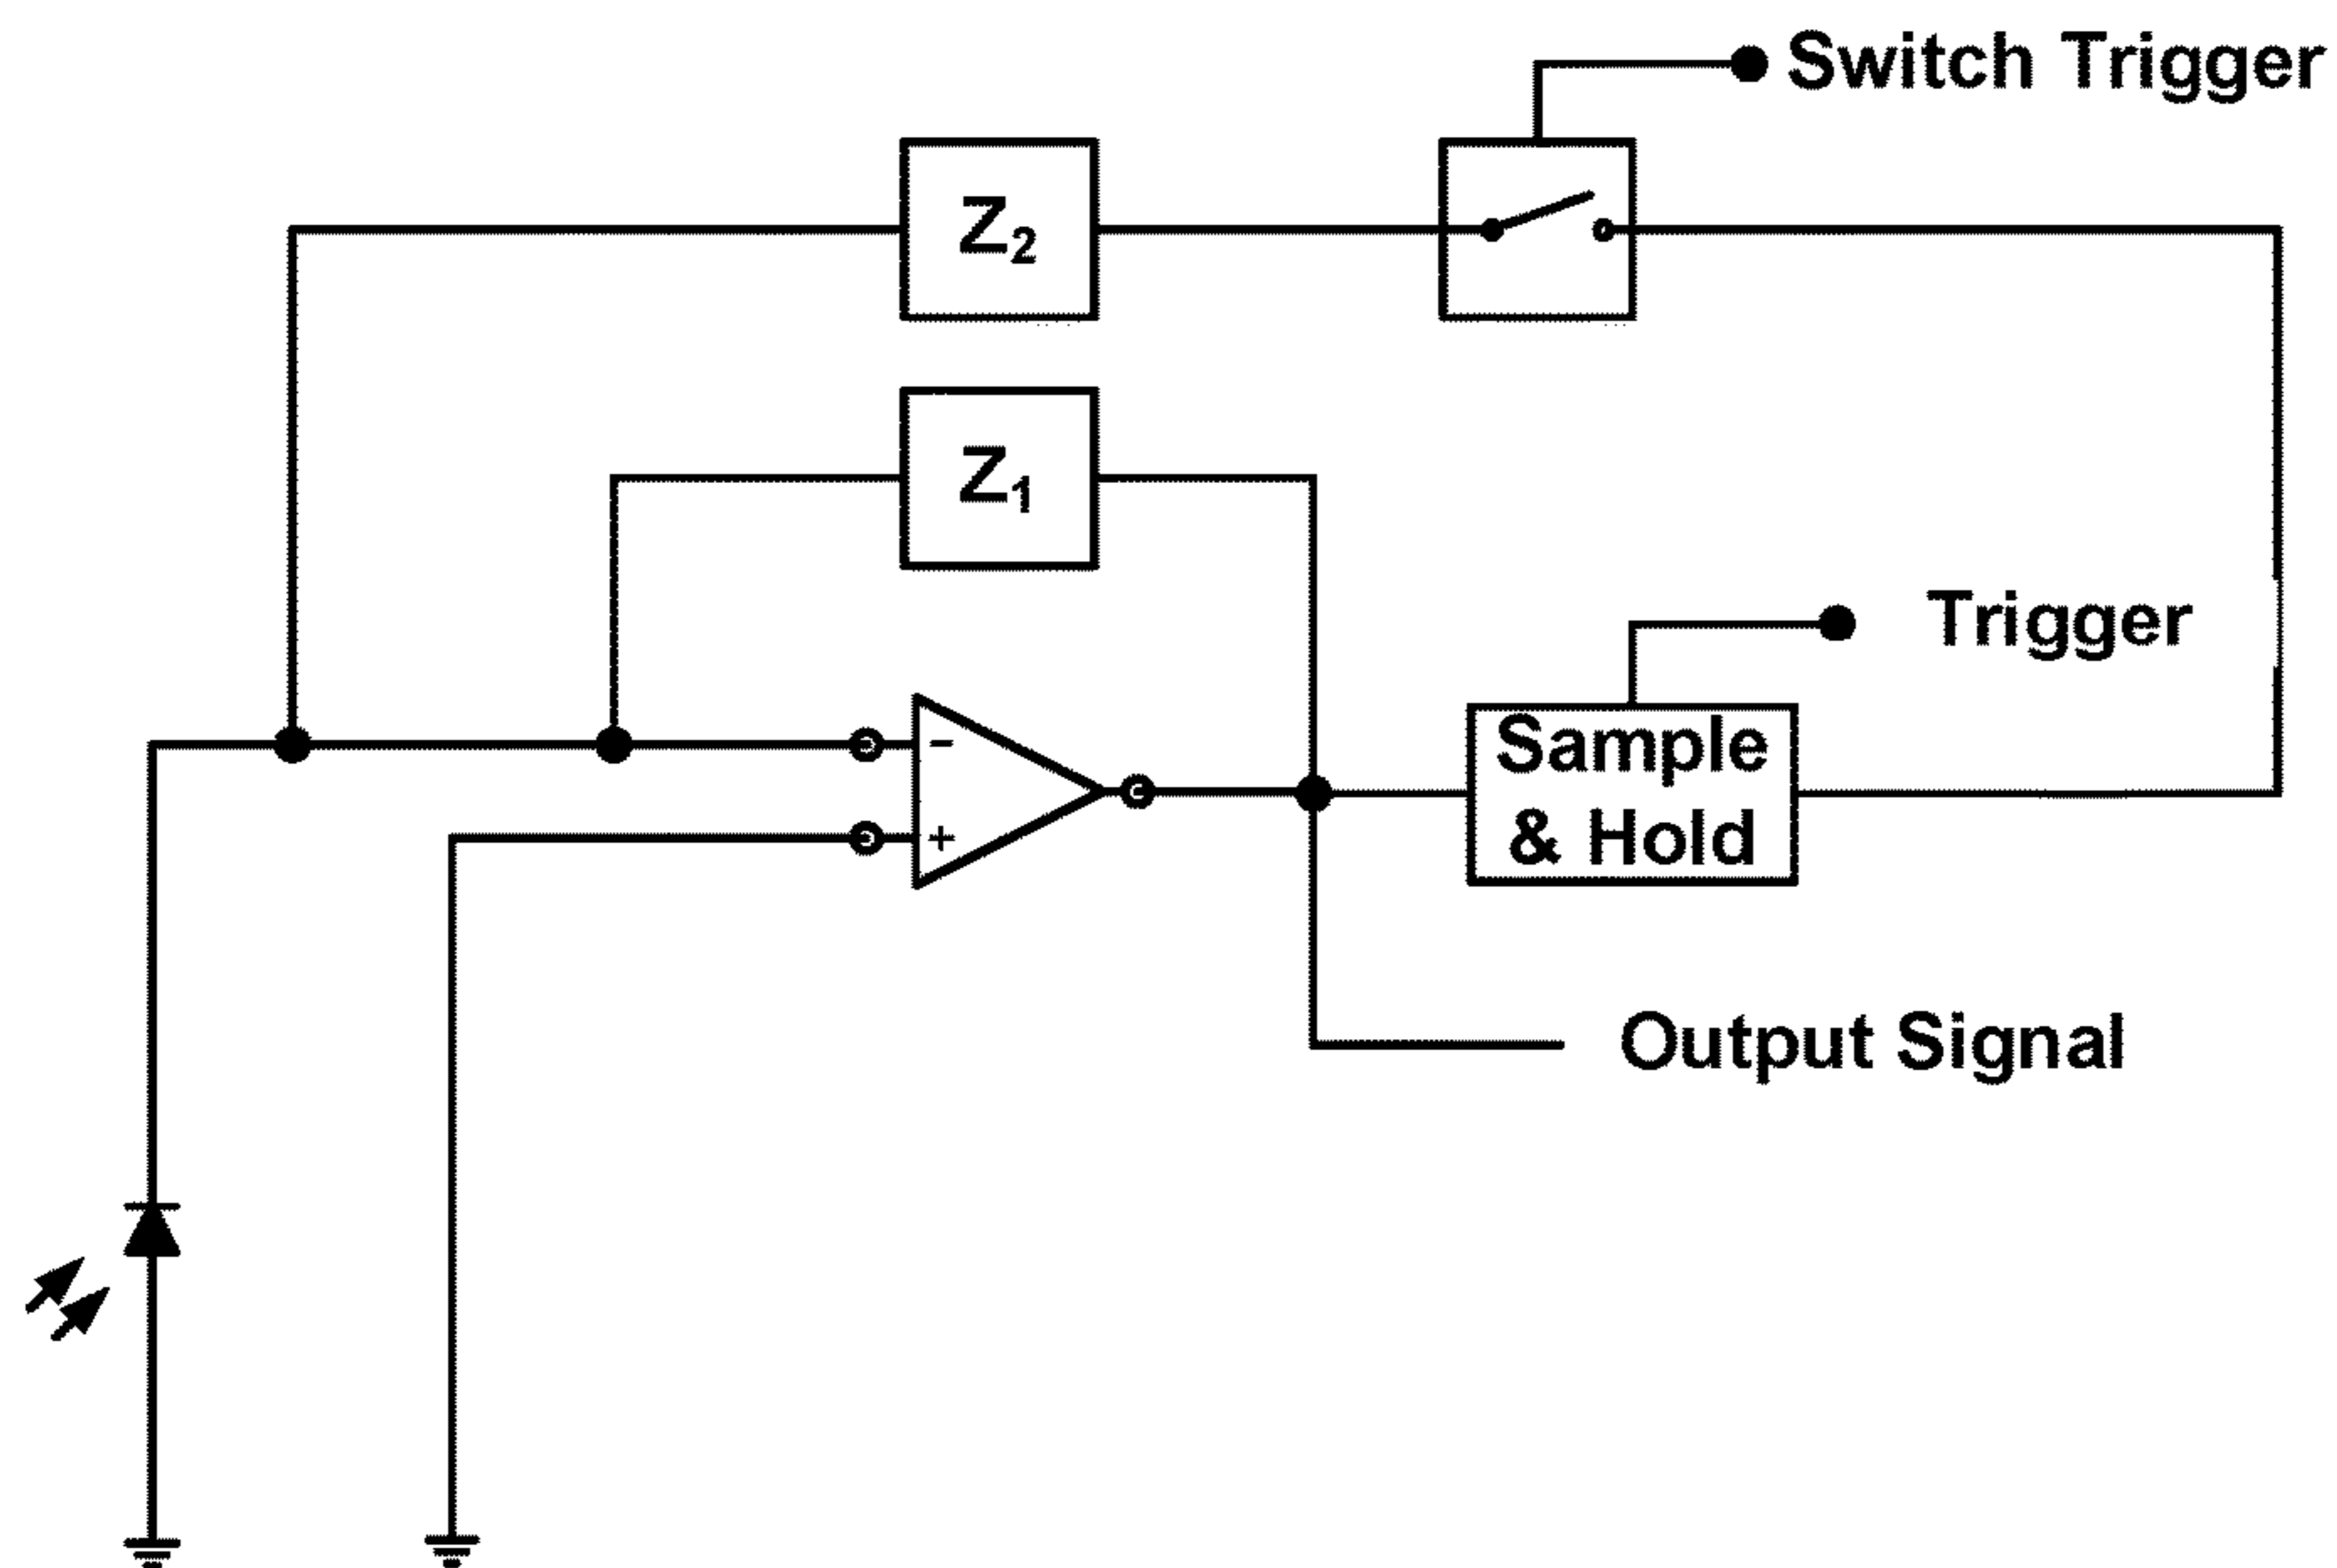 Switch Trigger
Z₂
Z₁
Trigger
-
+
Sample
& Hold
Output Signal